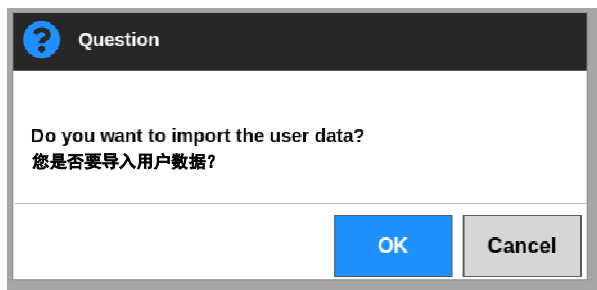 Question
Do you want to import the user data?
您是否要导入用户数据?
OK
Cancel